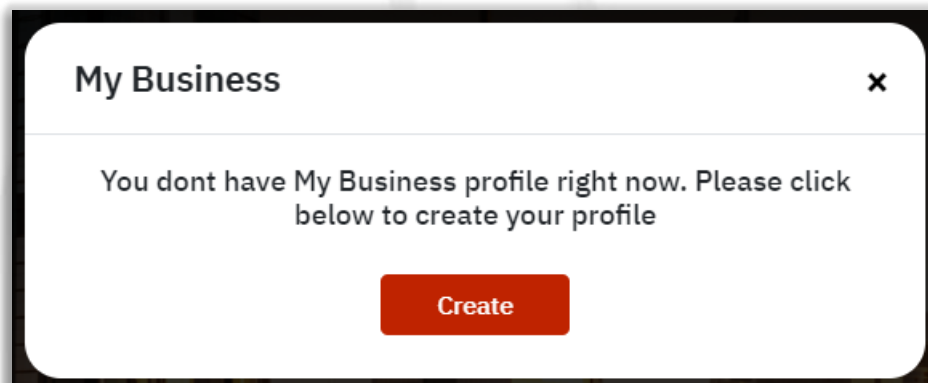 My Business
×
You dont have My Business profile right now. Please click
below to create your profile
Create